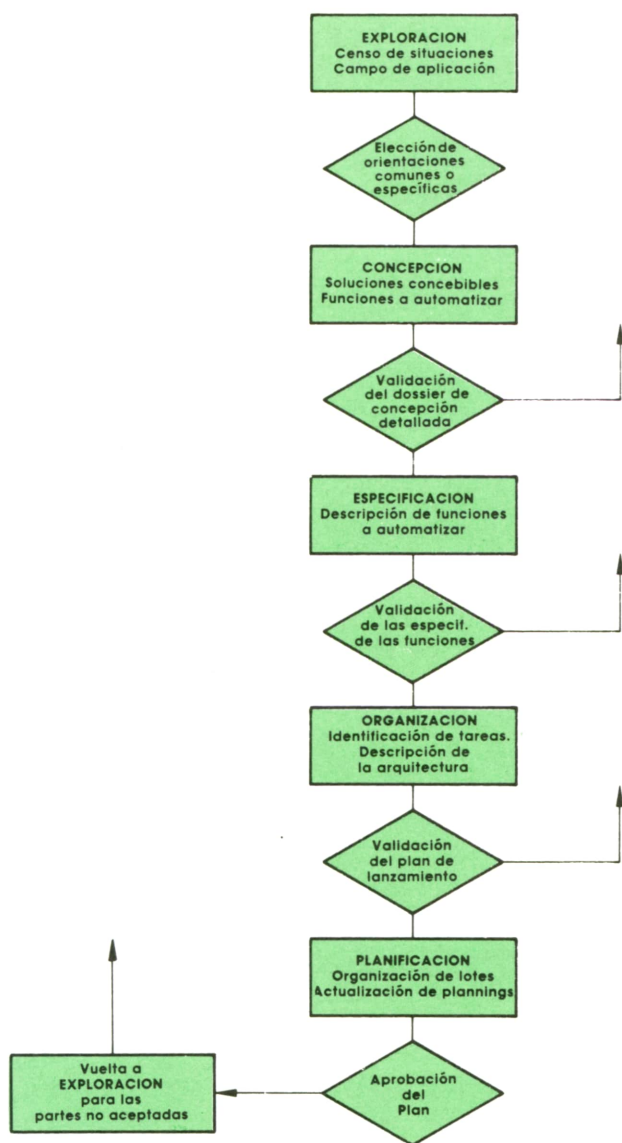 EXPLORACION
Censo de situaciones
Campo de aplicación
Elección de
orientaciones
comunes o
específicas
CONCEPCION
Soluciones concebibles
Funciones a automatizar
Validación
del dossier de
concepción
detallada
ESPECIFICACION
Descripción de funciones
a automatizar
Validación
de las especif.
de las funciones
ORGANIZACION
Identificación de tareas.
Descripción de
la arquitectura
Validación
del plan de
lanzamiento
PLANIFICACION
Organización de lotes
Actualización de plannings
Aprobación
del
Plan
Vuelta a
EXPLORACION
para las
partes no aceptadas